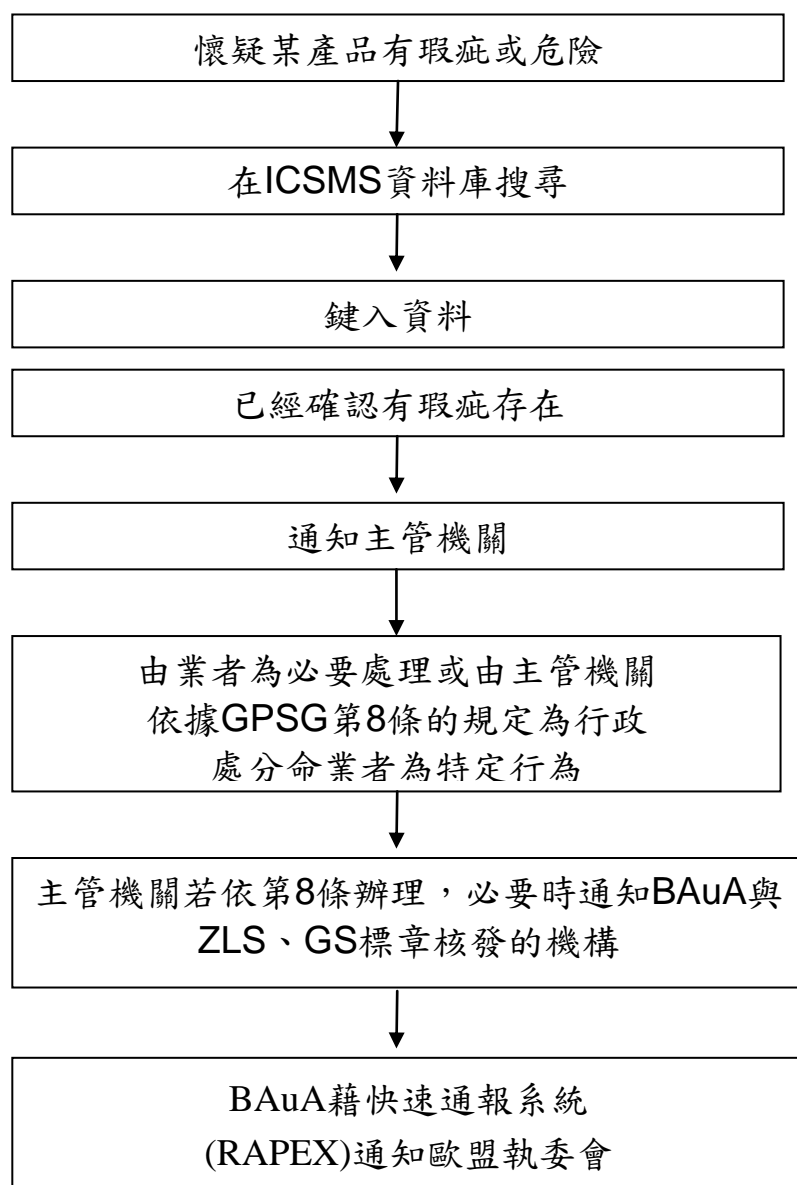 懷疑某產品有瑕疵或危險
在ICSMS資料庫搜尋
鍵入資料
已經確認有瑕疵存在
通知主管機關
由業者為必要處理或由主管機關
依據GPSG第8條的規定為行政
處分命業者為特定行為
主管機關若依第8條辦理，必要時通知BAuA與
ZLS、GS標章核發的機構
BAuA藉快速通報系統
(RAPEX)通知歐盟執委會